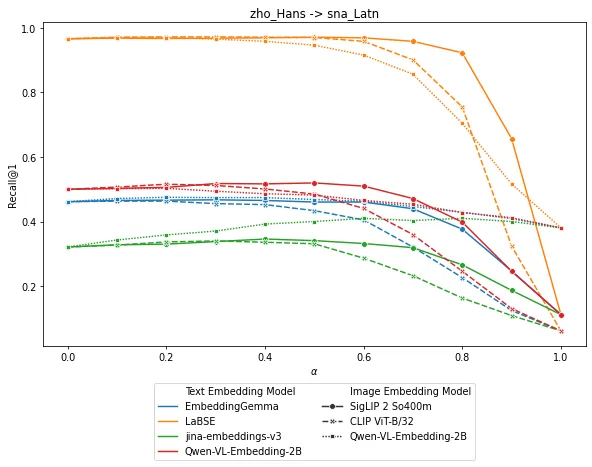 zho_Hans -> sna_Latn
1.0
0.8
0.6
0.4
0.2
Recall@1
0.0 0.2 0.4 0.6 0.8 1.0
α
Text Embedding Model
EmbeddingGemma
LaBSE
jina-embeddings-v3
Qwen-VL-Embedding-2B
Image Embedding Model
SigLIP 2 So400m
CLIP ViT-B/32
Qwen-VL-Embedding-2B